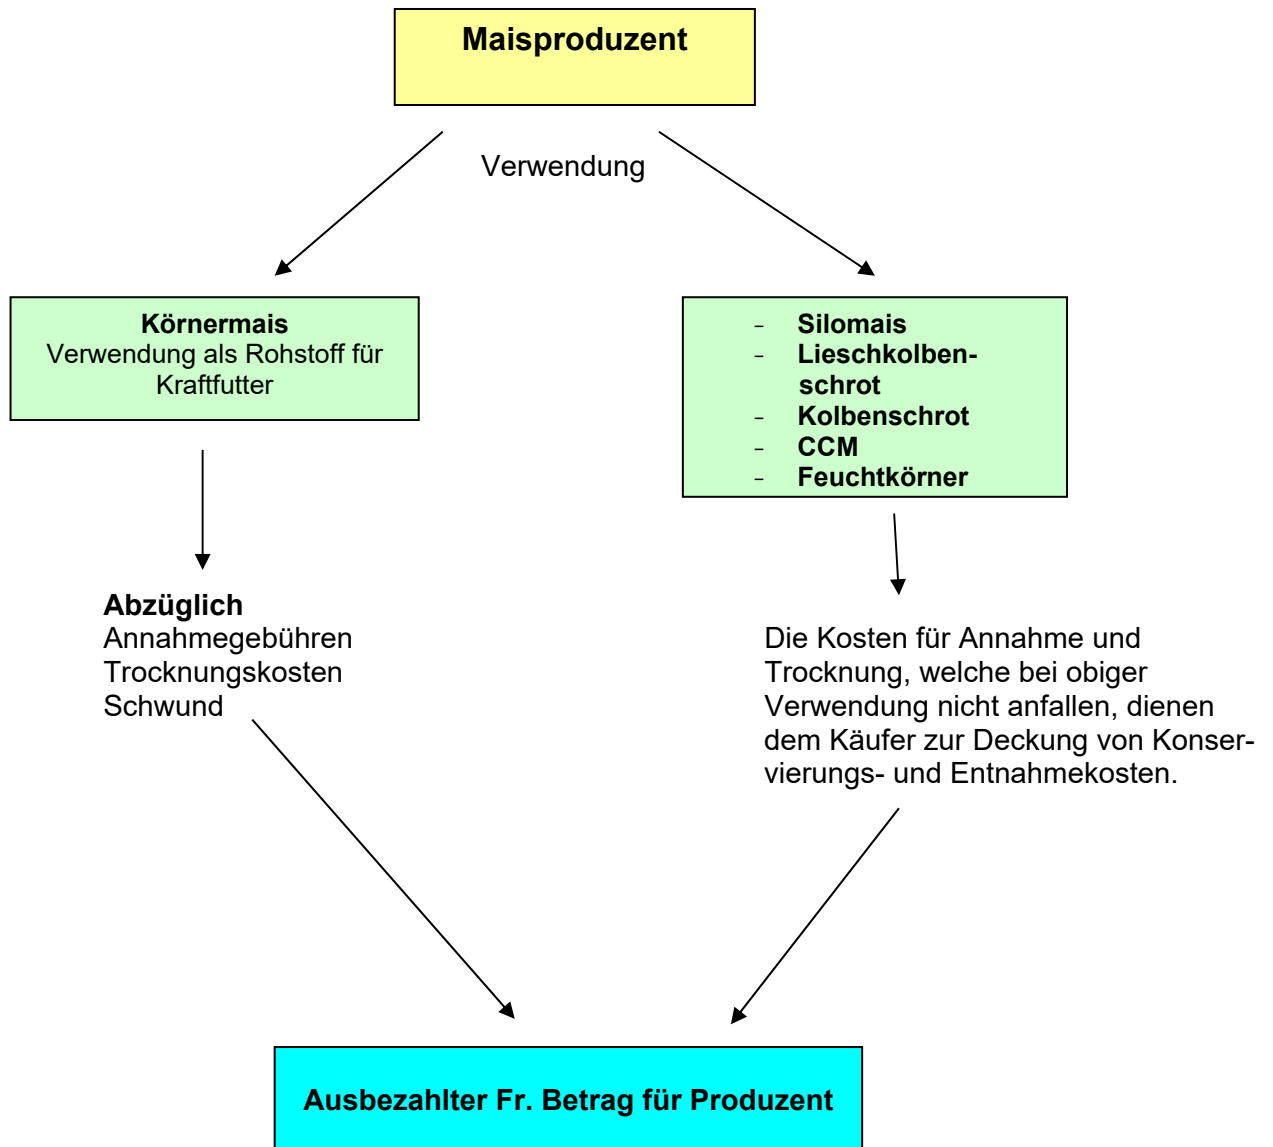 Maisproduzent
Verwendung
Körnermais
Verwendung als Rohstoff für
Kraftfutter
- Silomais
- Lieschkolben-
schrot
- Kolbenschrot
- CCM
- Feuchtkörner
Abzüglich
Annahmegebühren
Trocknungskosten
Schwund
Die Kosten für Annahme und
Trocknung, welche bei obiger
Verwendung nicht anfallen, dienen
dem Käufer zur Deckung von Konser-
vierungs- und Entnahmekosten.
Ausbezahlter Fr. Betrag für Produzent